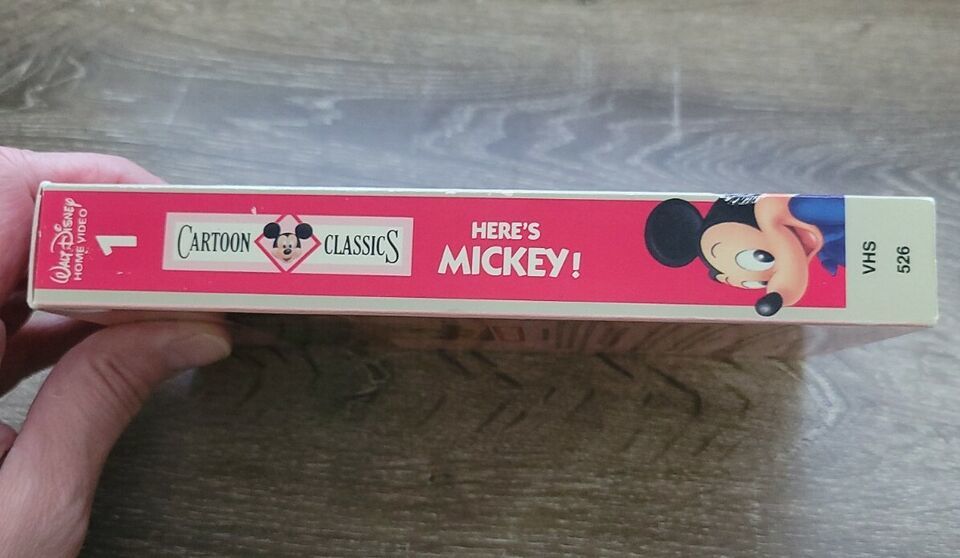 WALT DISNEY
HOME VIDEO
1
CARTOON CLASSICS
HERE'S
MICKEY!
VHS
526